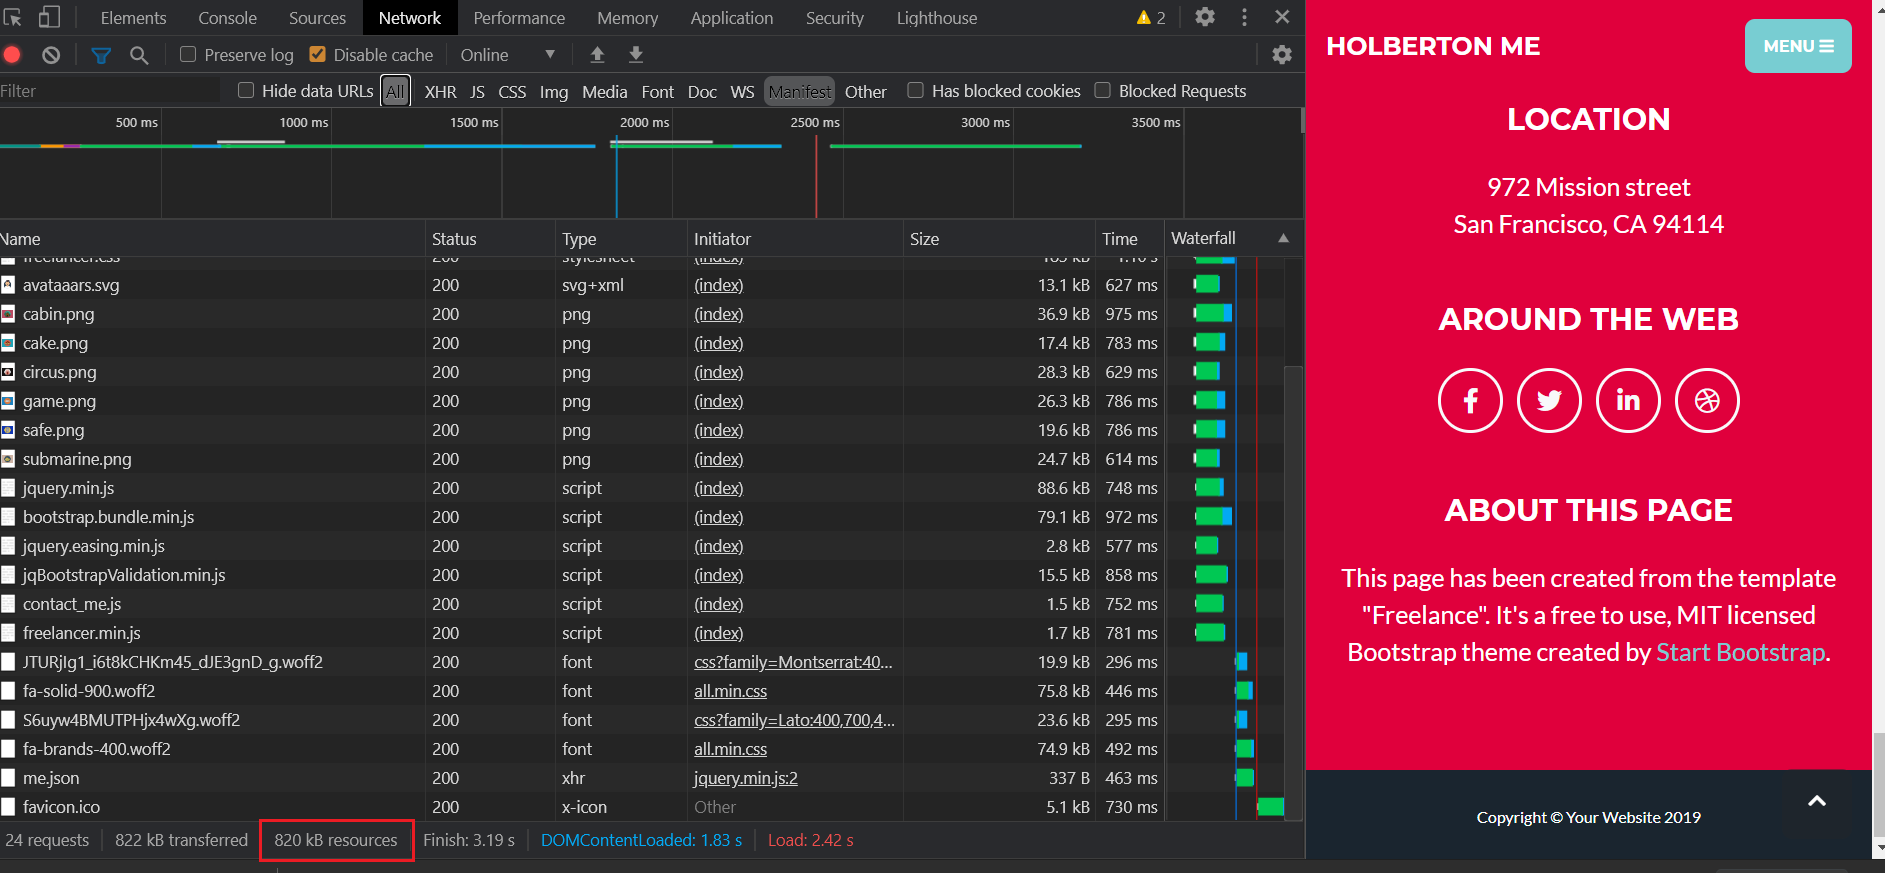 Elements Console Sources Network Performance Memory Application Security Lighthouse 2
Preserve log Disable cache Online
Filter Hide data URLs All XHR JS CSS Img Media Font Doc WS Manifest Other Has blocked cookies Blocked Requests
500 ms 1000 ms 1500 ms 2000 ms 2500 ms 3000 ms 3500 ms
Name Status Type Initiator Size Time Waterfall
freelancer.css 200 stylesheet (index)
avataaars.svg 200 svg+xml (index) 13.1 kB 627 ms
cabin.png 200 png (index) 36.9 kB 975 ms
cake.png 200 png (index) 17.4 kB 783 ms
circus.png 200 png (index) 28.3 kB 629 ms
game.png 200 png (index) 26.3 kB 786 ms
safe.png 200 png (index) 19.6 kB 786 ms
submarine.png 200 png (index) 24.7 kB 614 ms
jquery.min.js 200 script (index) 88.6 kB 748 ms
bootstrap.bundle.min.js 200 script (index) 79.1 kB 972 ms
jquery.easing.min.js 200 script (index) 2.8 kB 577 ms
jqBootstrapValidation.min.js 200 script (index) 15.5 kB 858 ms
contact_me.js 200 script (index) 1.5 kB 752 ms
freelancer.min.js 200 script (index) 1.7 kB 781 ms
JTURjIg1_i6t8kCHKm45_dJE3gnD_g.woff2 200 font css?family=Montserrat:40... 19.9 kB 296 ms
fa-solid-900.woff2 200 font all.min.css 75.8 kB 446 ms
S6uyw4BMUTPHjx4wXg.woff2 200 font css?family=Lato:400,700,4... 23.6 kB 295 ms
fa-brands-400.woff2 200 font all.min.css 74.9 kB 492 ms
me.json 200 xhr jquery.min.js:2 337 B 463 ms
favicon.ico 200 x-icon Other 5.1 kB 730 ms
24 requests 822 kB transferred 820 kB resources Finish: 3.19 s DOMContentLoaded: 1.83 s Load: 2.42 s
HOLBERTON ME MENU
LOCATION
972 Mission street
San Francisco, CA 94114
AROUND THE WEB
ABOUT THIS PAGE
This page has been created from the template
"Freelance". It's a free to use, MIT licensed
Bootstrap theme created by Start Bootstrap.
Copyright © Your Website 2019